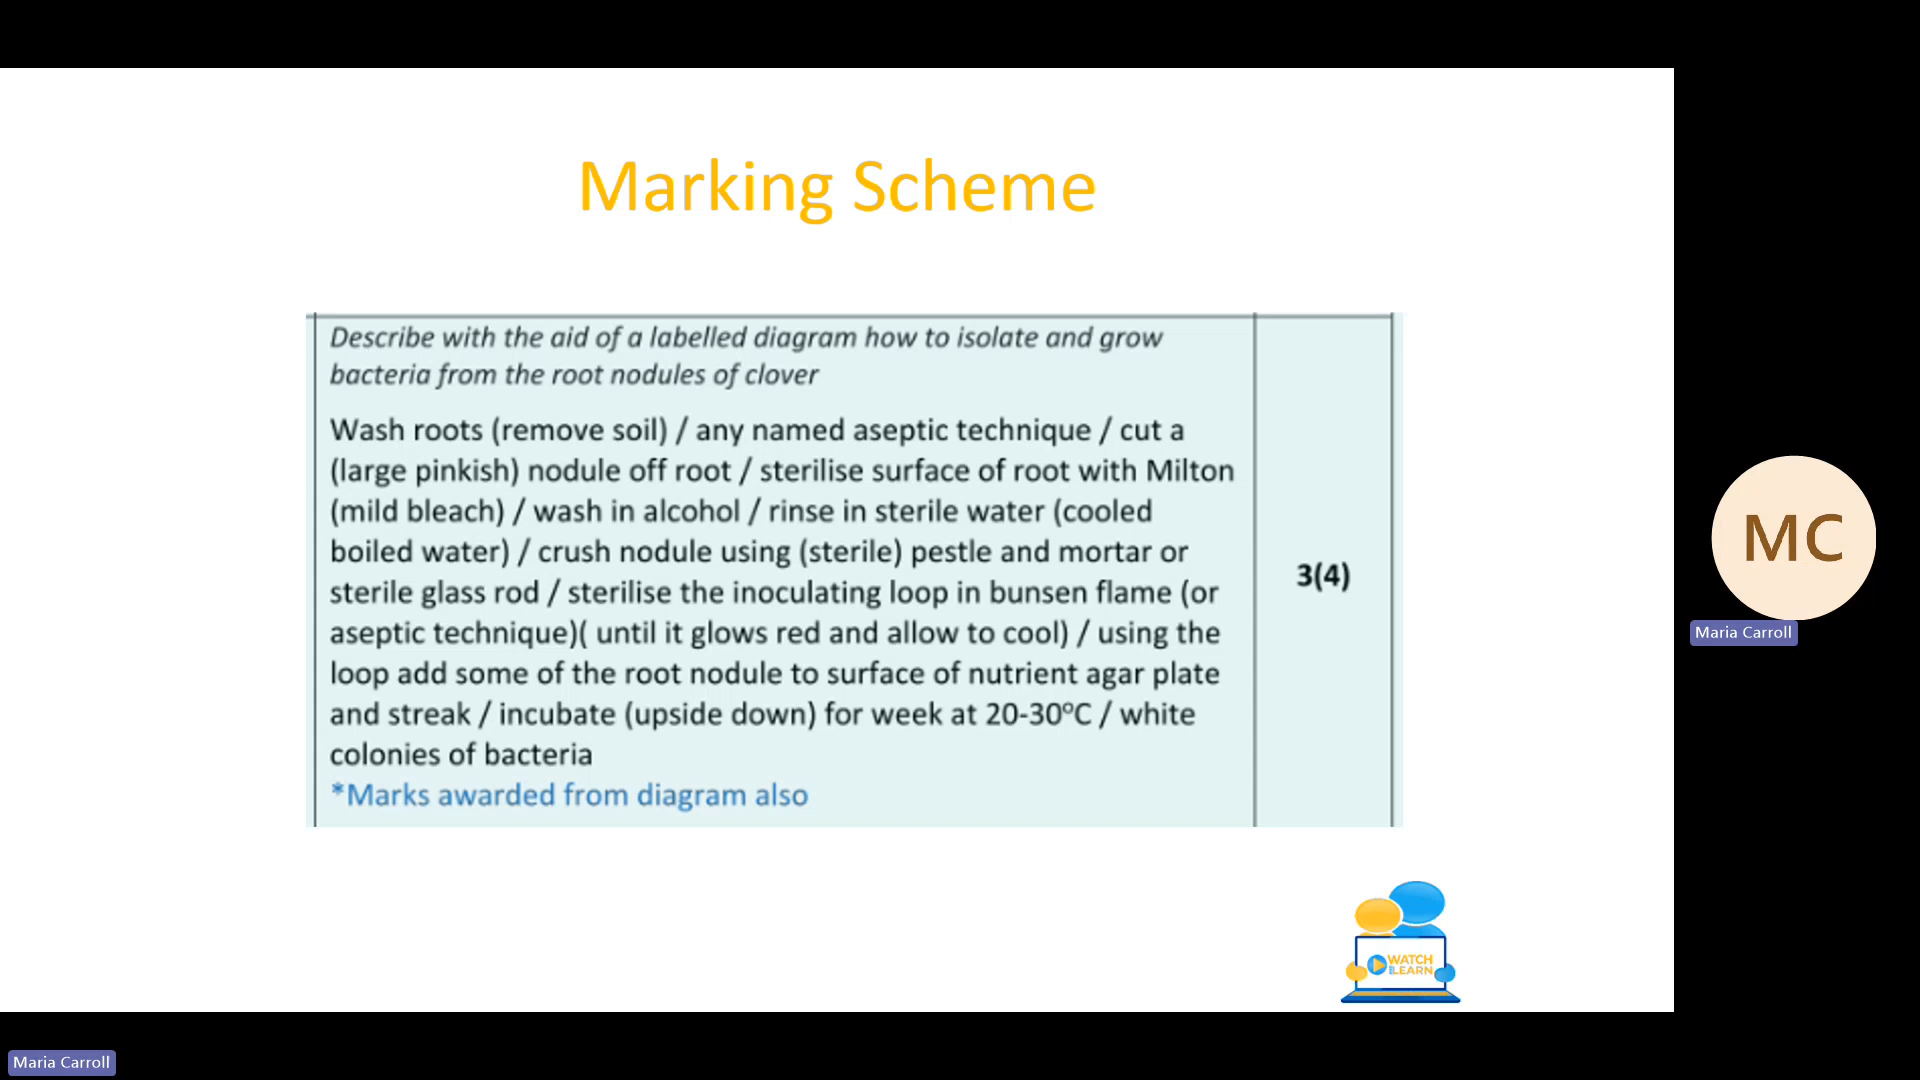 Marking Scheme
Describe with the aid of a labelled diagram how to isolate and grow
bacteria from the root nodules of clover
Wash roots (remove soil) / any named aseptic technique / cut a
(large pinkish) nodule off root / sterilise surface of root with Milton
(mild bleach) / wash in alcohol / rinse in sterile water (cooled
boiled water) / crush nodule using (sterile) pestle and mortar or
sterile glass rod / sterilise the inoculating loop in bunsen flame (or
aseptic technique)( until it glows red and allow to cool) / using the
loop add some of the root nodule to surface of nutrient agar plate
and streak / incubate (upside down) for week at 20-30ºC / white
colonies of bacteria
*Marks awarded from diagram also
3(4)
MC
Maria Carroll
WATCH
LEARN
Maria Carroll